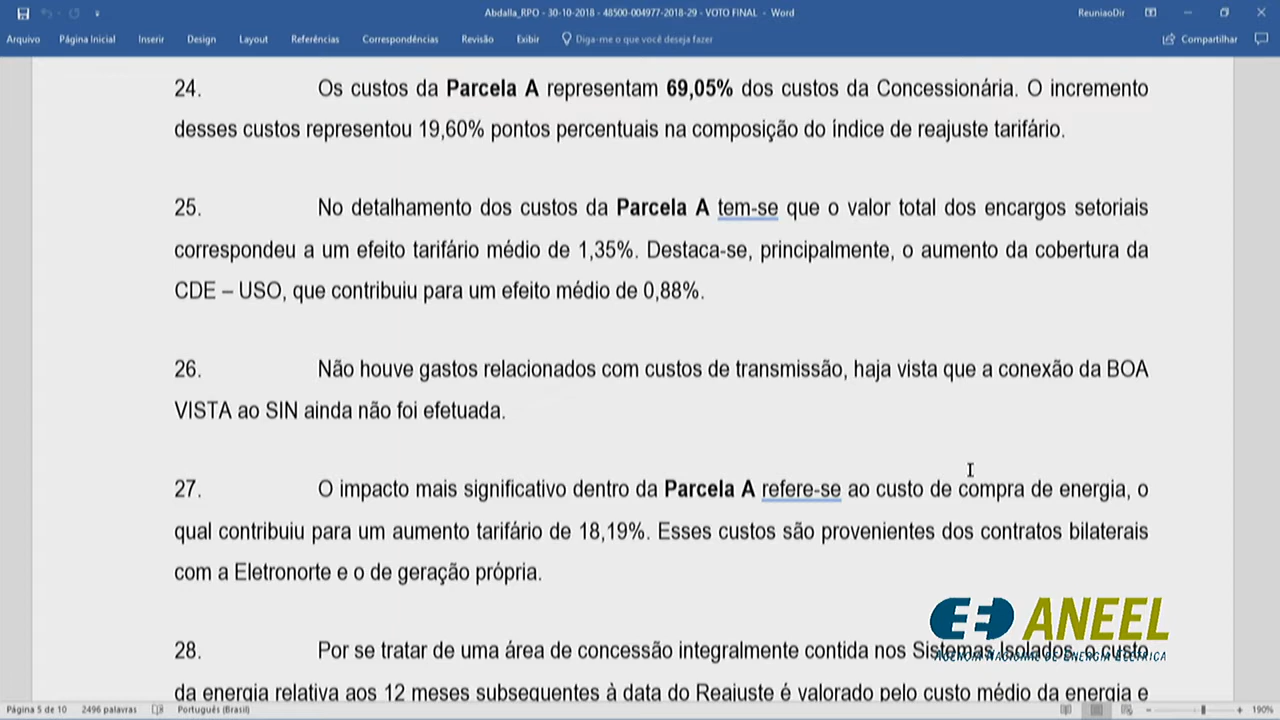 Abdalla_RPO - 30-10-2018 - 48500-004977-2018-29 - VOTO FINAL - Word
ReuniaoDir
Arquivo Página Inicial Inserir Design Layout Referências Correspondências Revisão Exibir Diga-me o que você deseja fazer Compartilhar
24. Os custos da Parcela A representam 69,05% dos custos da Concessionária. O incremento
desses custos representou 19,60% pontos percentuais na composição do índice de reajuste tarifário.
25. No detalhamento dos custos da Parcela A tem-se que o valor total dos encargos setoriais
correspondeu a um efeito tarifário médio de 1,35%. Destaca-se, principalmente, o aumento da cobertura da
CDE – USO, que contribuiu para um efeito médio de 0,88%.
26. Não houve gastos relacionados com custos de transmissão, haja vista que a conexão da BOA
VISTA ao SIN ainda não foi efetuada.
27. O impacto mais significativo dentro da Parcela A refere-se ao custo de compra de energia, o
qual contribuiu para um aumento tarifário de 18,19%. Esses custos são provenientes dos contratos bilaterais
com a Eletronorte e o de geração própria.
ANEEL
AGÊNCIA NACIONAL DE ENERGIA ELÉTRICA
28. Por se tratar de uma área de concessão integralmente contida nos Sistemas Isolados, o custo
da energia relativa aos 12 meses subsequentes à data do Reajuste é valorado pelo custo médio da energia e
Página 5 de 10 2496 palavras Português (Brasil) 190%